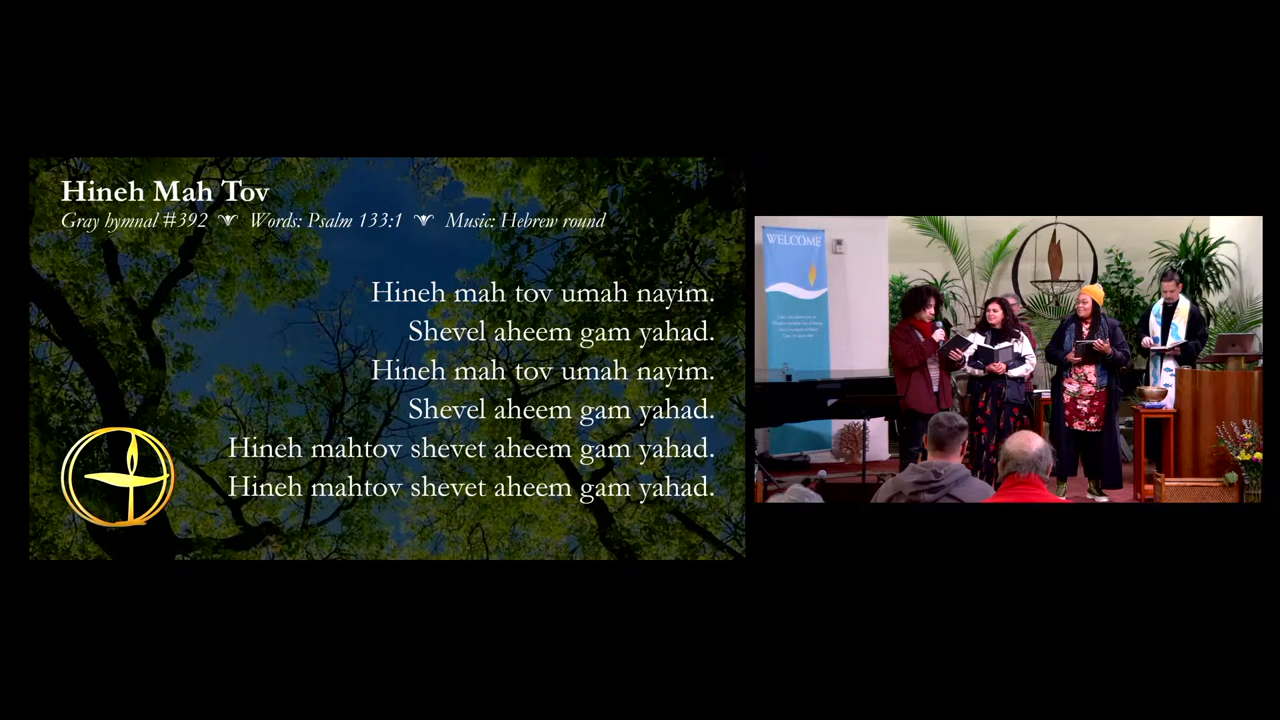 Hineh Mah Tov
Gray hymnal #392 Words: Psalm 133:1 Music: Hebrew round
Hineh mah tov umah nayim.
Shevel aheem gam yahad.
Hineh mah tov umah nayim.
Shevel aheem gam yahad.
Hineh mahtov shevet aheem gam yahad.
Hineh mahtov shevet aheem gam yahad.
WELCOME